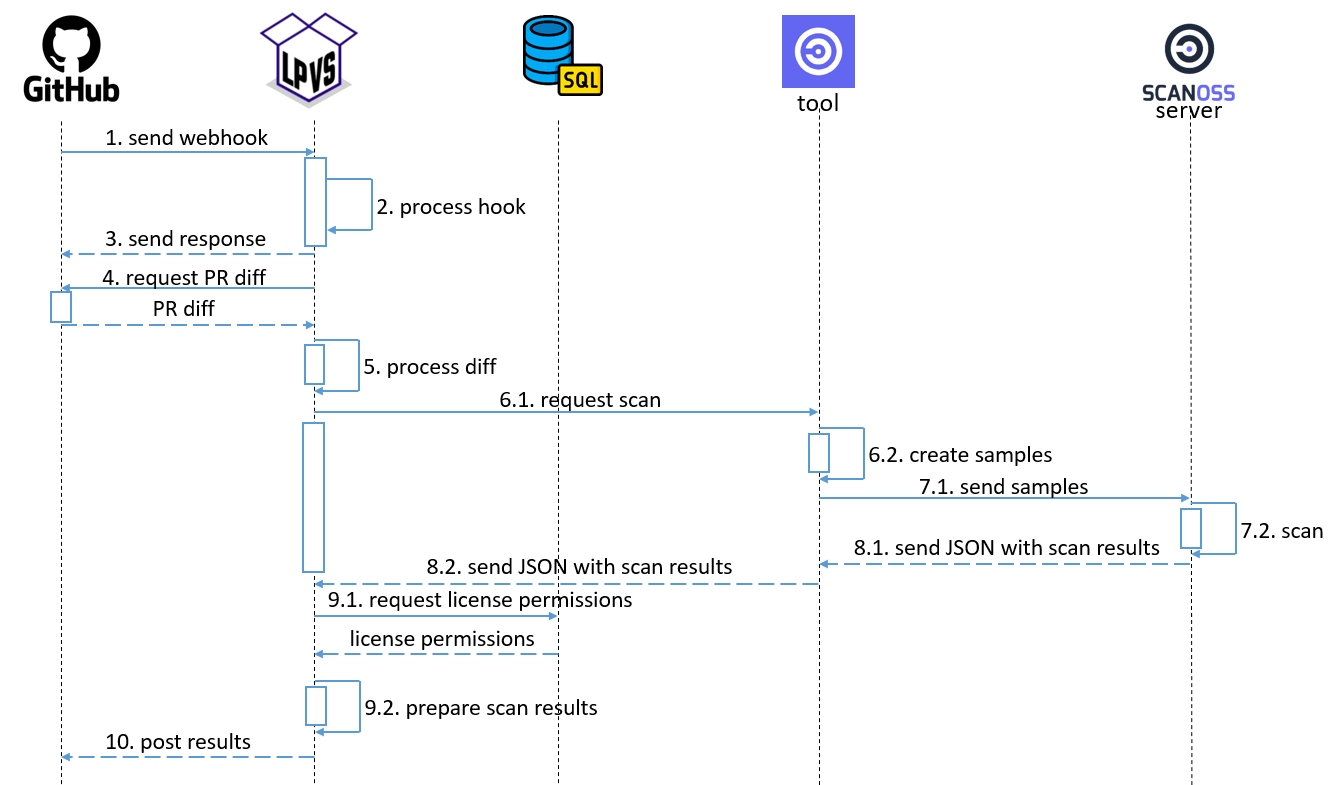 GitHub
LPVS
SQL
tool
SCANOSS
server
1. send webhook
2. process hook
3. send response
4. request PR diff
PR diff
5. process diff
6.1. request scan
6.2. create samples
7.1. send samples
7.2. scan
8.1. send JSON with scan results
8.2. send JSON with scan results
9.1. request license permissions
license permissions
9.2. prepare scan results
10. post results